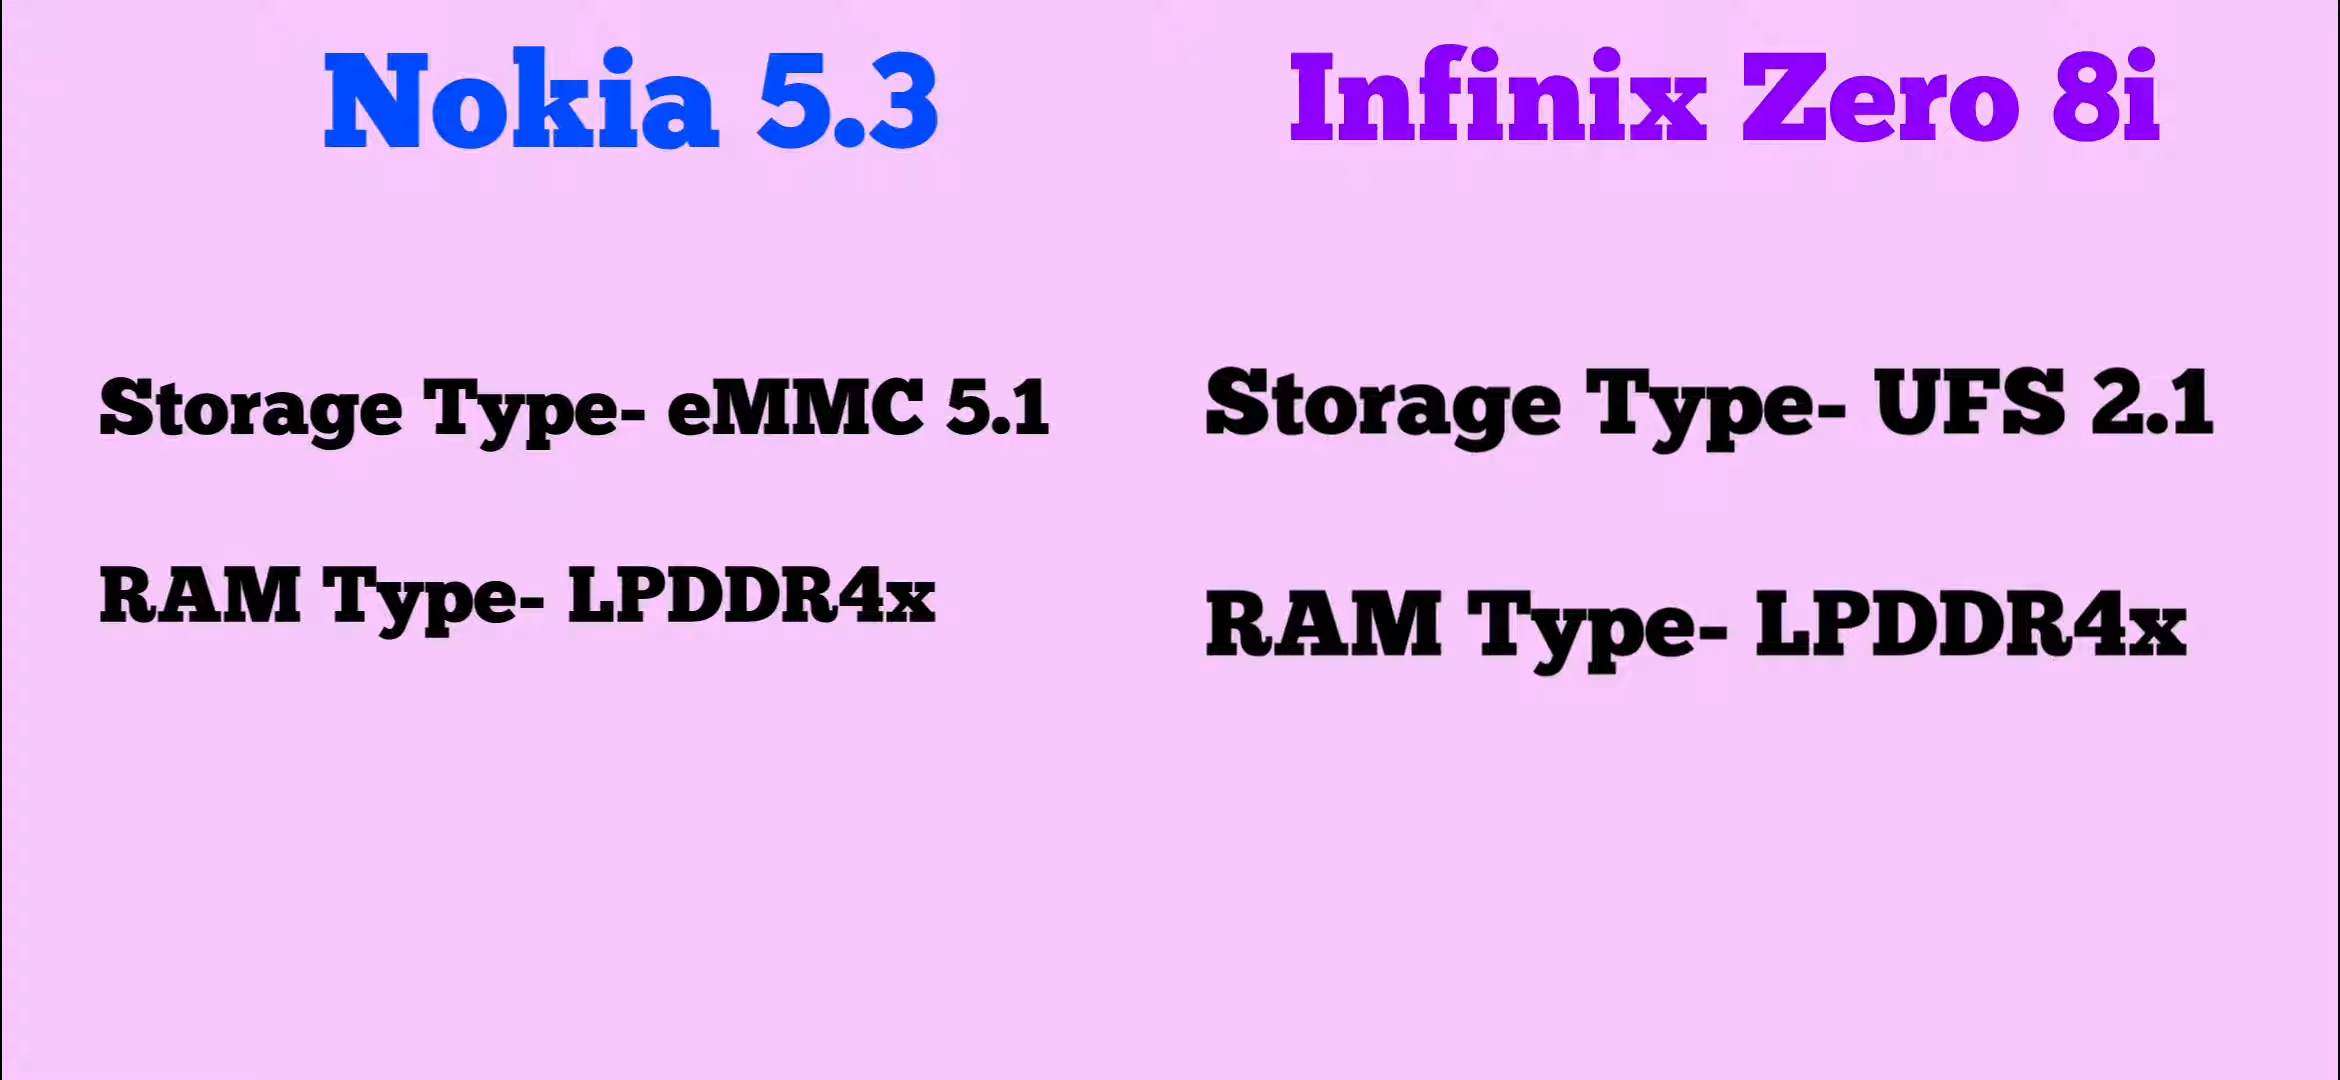 Nokia 5.3
Infinix Zero 8i
Storage Type- eMMC 5.1
Storage Type- UFS 2.1
RAM Type- LPDDR4x
RAM Type- LPDDR4x